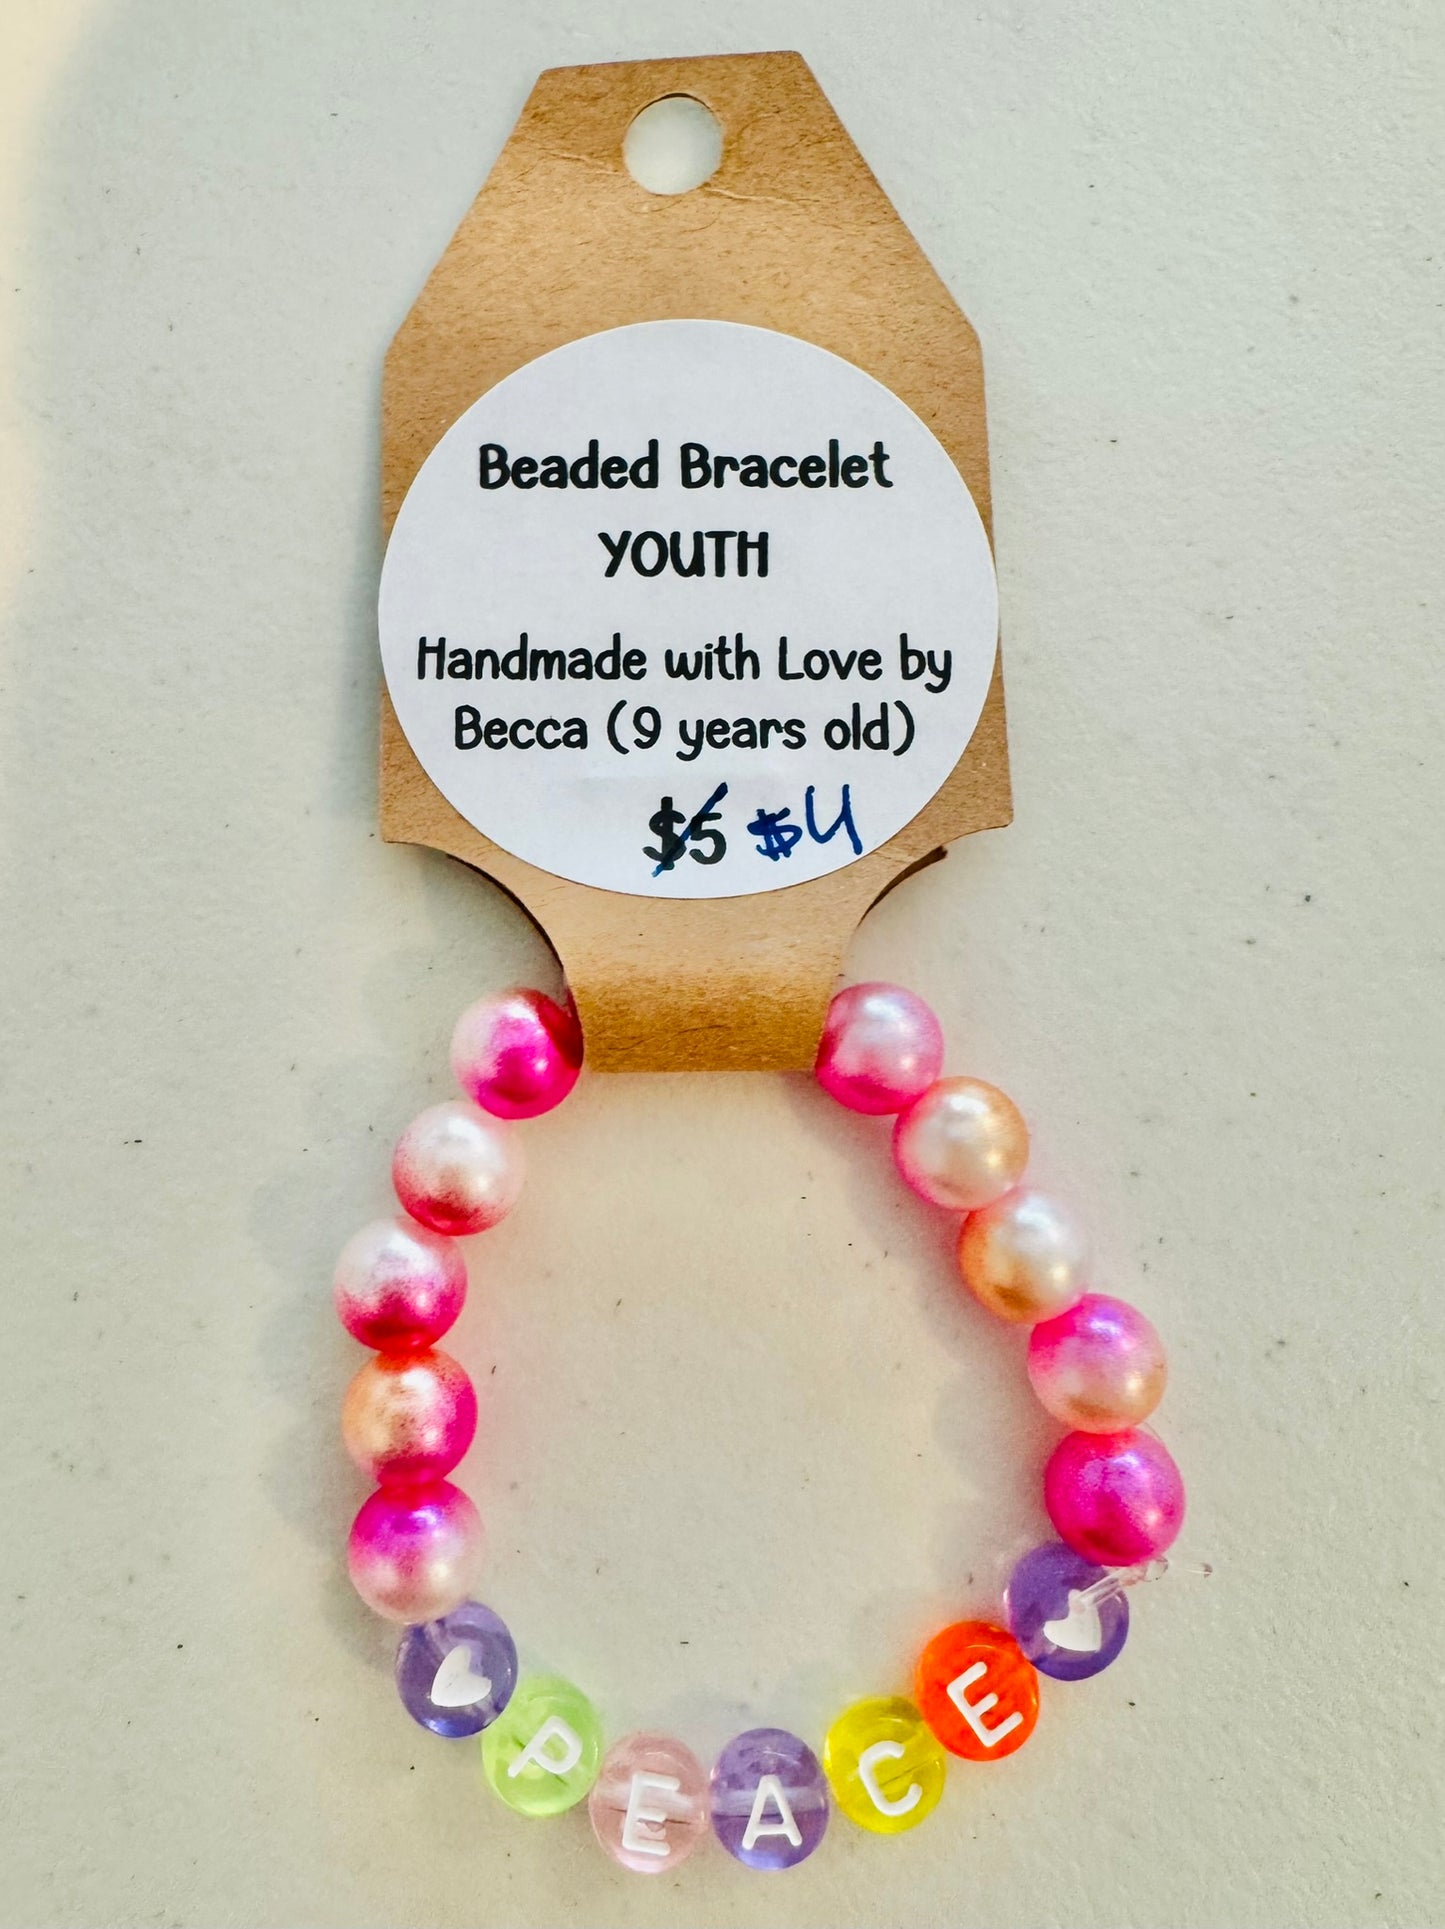 Beaded Bracelet
YOUTH
Handmade with Love by
Becca (9 years old)
$5 $4
PEACE